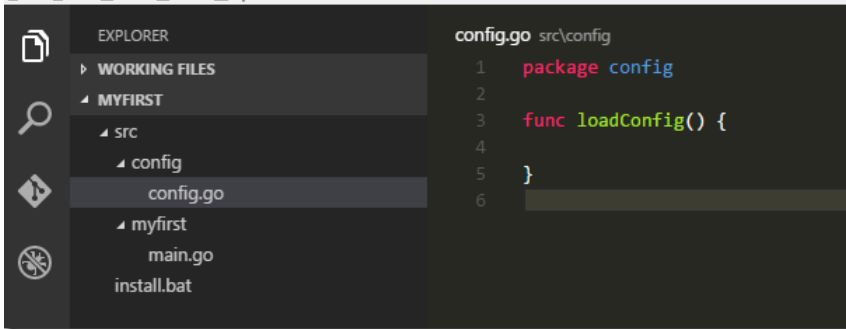 EXPLORER
WORKING FILES
MYFIRST
src
config
config.go
myfirst
main.go
install.bat
config.go src\config
1 package config
2
3 func loadConfig() {
4
5 }
6